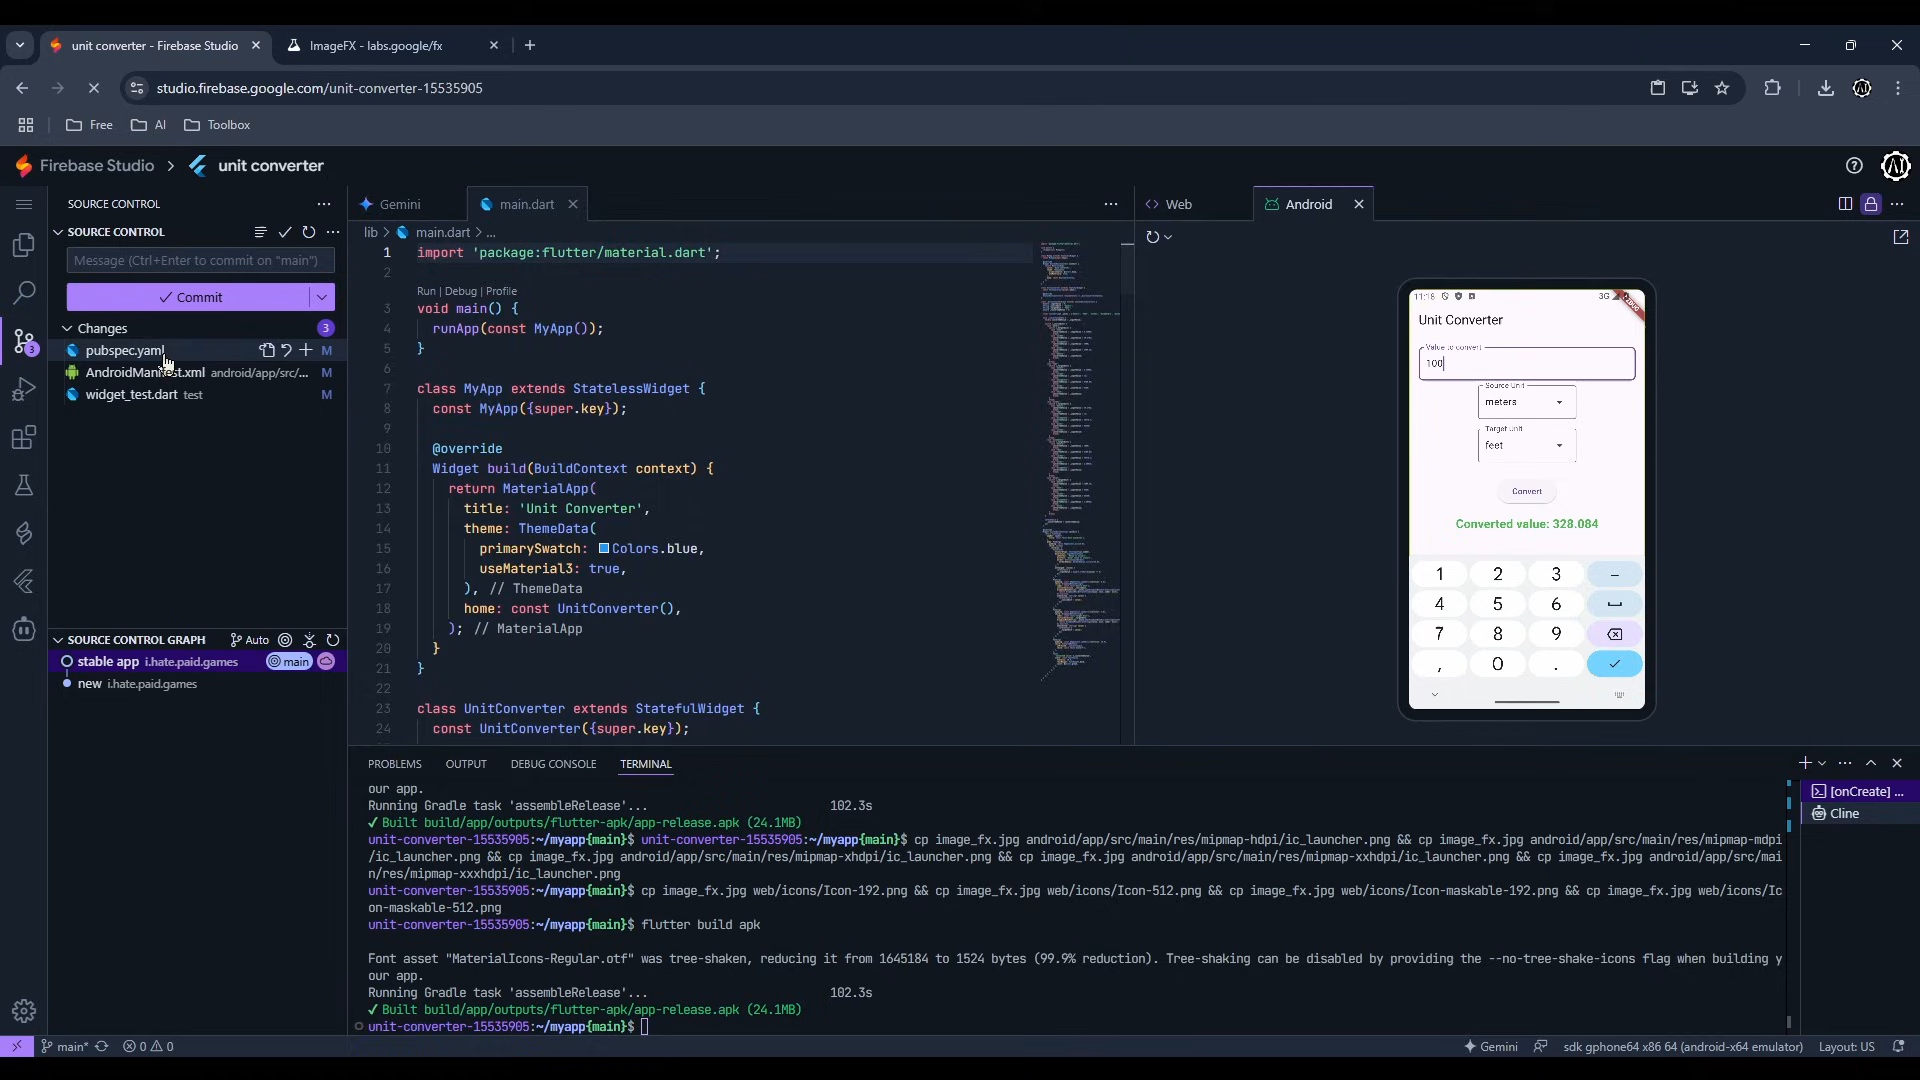 unit converter - Firebase Studio
ImageFX - labs.google/fx
studio.firebase.google.com/unit-converter-15535905
Free
AI
Toolbox
Firebase Studio > unit converter
AI
SOURCE CONTROL
SOURCE CONTROL
Message (Ctrl+Enter to commit on "main")
Commit
Changes
3
pubspec.yaml
M
AndroidManifest.xml android/app/src/...
M
widget_test.dart test
M
3
SOURCE CONTROL GRAPH
Auto
stable app i.hate.paid.games
main
new i.hate.paid.games
Gemini
main.dart
lib > main.dart > ...
1 import 'package:flutter/material.dart';
2
Run | Debug | Profile
3 void main() {
4 runApp(const MyApp());
5 }
6
7 class MyApp extends StatelessWidget {
8 const MyApp({super.key});
9
10 @override
11 Widget build(BuildContext context) {
12 return MaterialApp(
13 title: 'Unit Converter',
14 theme: ThemeData(
15 primarySwatch: Colors.blue,
16 useMaterial3: true,
17 ), // ThemeData
18 home: const UnitConverter(),
19 ); // MaterialApp
20 }
21 }
22
23 class UnitConverter extends StatefulWidget {
24 const UnitConverter({super.key});
Web
Android
11:18
3G
Unit Converter
Value to convert
100
Source Unit
meters
Target Unit
feet
Convert
Converted value: 328.084
1 2 3 –
4 5 6
7 8 9
, 0 .
PROBLEMS
OUTPUT
DEBUG CONSOLE
TERMINAL
our app.
Running Gradle task 'assembleRelease'... 102.3s
✓ Built build/app/outputs/flutter-apk/app-release.apk (24.1MB)
unit-converter-15535905:~/myapp{main}$ unit-converter-15535905:~/myapp{main}$ cp image_fx.jpg android/app/src/main/res/mipmap-hdpi/ic_launcher.png && cp image_fx.jpg android/app/src/main/res/mipmap-mdpi
/ic_launcher.png && cp image_fx.jpg android/app/src/main/res/mipmap-xhdpi/ic_launcher.png && cp image_fx.jpg android/app/src/main/res/mipmap-xxhdpi/ic_launcher.png && cp image_fx.jpg android/app/src/mai
n/res/mipmap-xxxhdpi/ic_launcher.png
unit-converter-15535905:~/myapp{main}$ cp image_fx.jpg web/icons/Icon-192.png && cp image_fx.jpg web/icons/Icon-512.png && cp image_fx.jpg web/icons/Icon-maskable-192.png && cp image_fx.jpg web/icons/Ic
on-maskable-512.png
unit-converter-15535905:~/myapp{main}$ flutter build apk
Font asset "MaterialIcons-Regular.otf" was tree-shaken, reducing it from 1645184 to 1524 bytes (99.9% reduction). Tree-shaking can be disabled by providing the --no-tree-shake-icons flag when building y
our app.
Running Gradle task 'assembleRelease'... 102.3s
✓ Built build/app/outputs/flutter-apk/app-release.apk (24.1MB)
unit-converter-15535905:~/myapp{main}$
[onCreate] ...
Cline
main*
0 0
Gemini
sdk gphone64 x86 64 (android-x64 emulator)
Layout: US